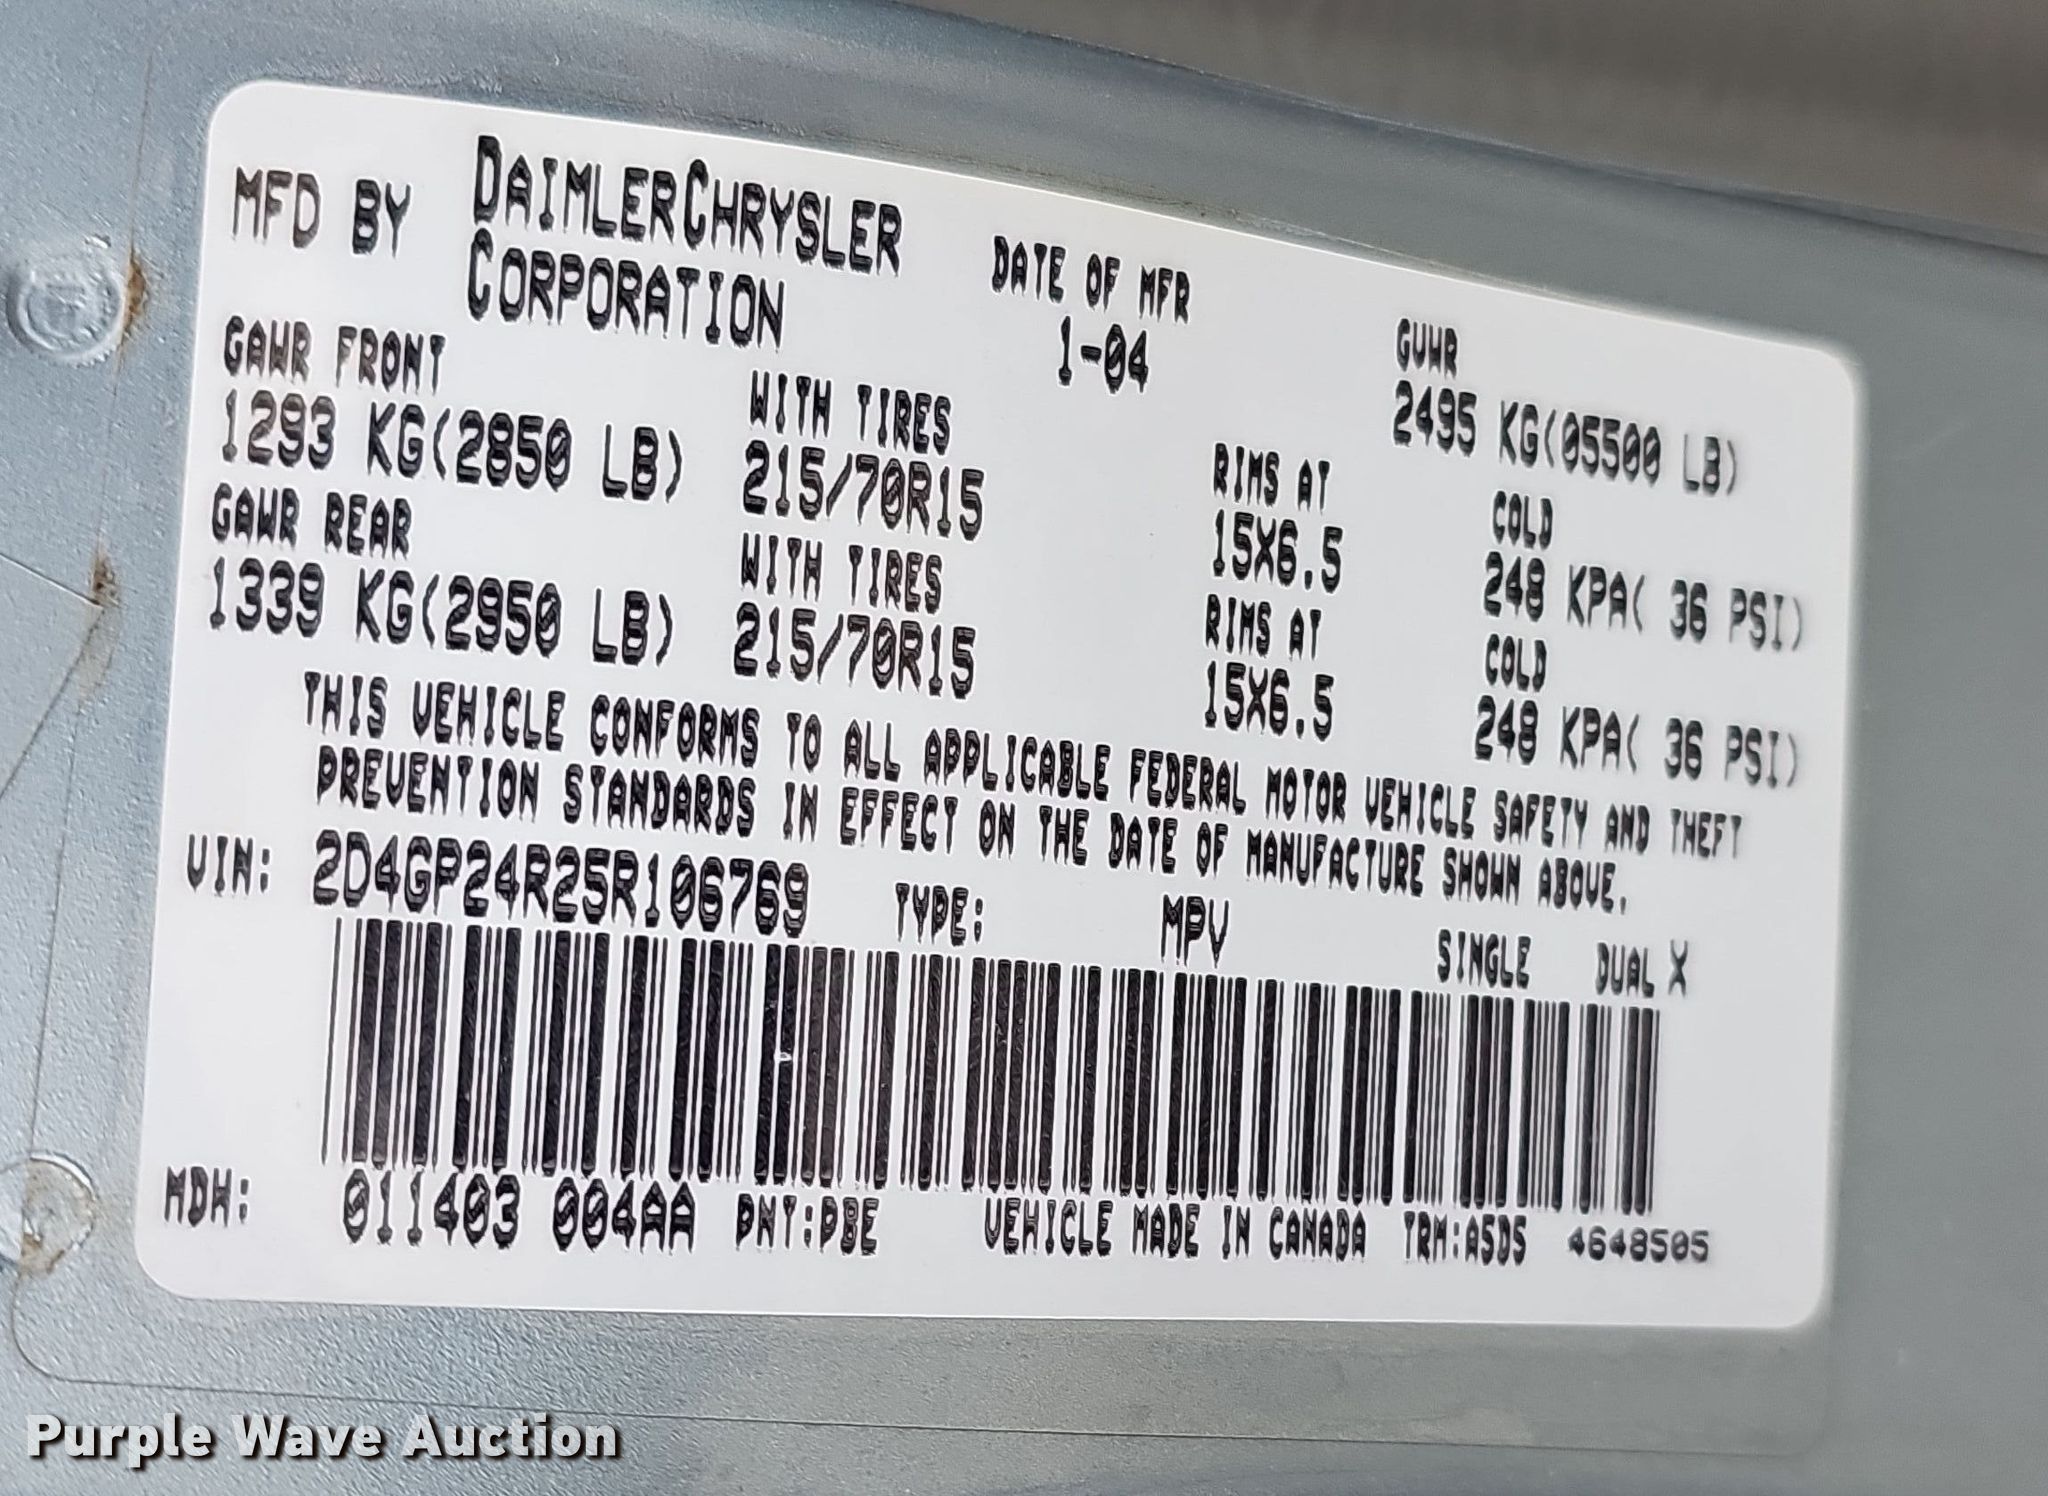 MFD BY DAIMLERCHRYSLER CORPORATION
DATE OF MFR
1-04
GVWR
2495 KG(05500 LB)
GAWR FRONT
WITH TIRES
RIMS AT
COLD
1293 KG(2850 LB)
215/70R15
15X6.5
248 KPA( 36 PSI)
GAWR REAR
WITH TIRES
RIMS AT
COLD
1339 KG(2950 LB)
215/70R15
15X6.5
248 KPA( 36 PSI)
THIS VEHICLE CONFORMS TO ALL APPLICABLE FEDERAL MOTOR VEHICLE SAFETY AND THEFT
PREVENTION STANDARDS IN EFFECT ON THE DATE OF MANUFACTURE SHOWN ABOVE.
VIN: 2D4GP24R25R106769 TYPE: MPV SINGLE DUAL X
MDH: 011403 004AA PNT:PBE VEHICLE MADE IN CANADA TRM:A5D5 4648505
Purple Wave Auction